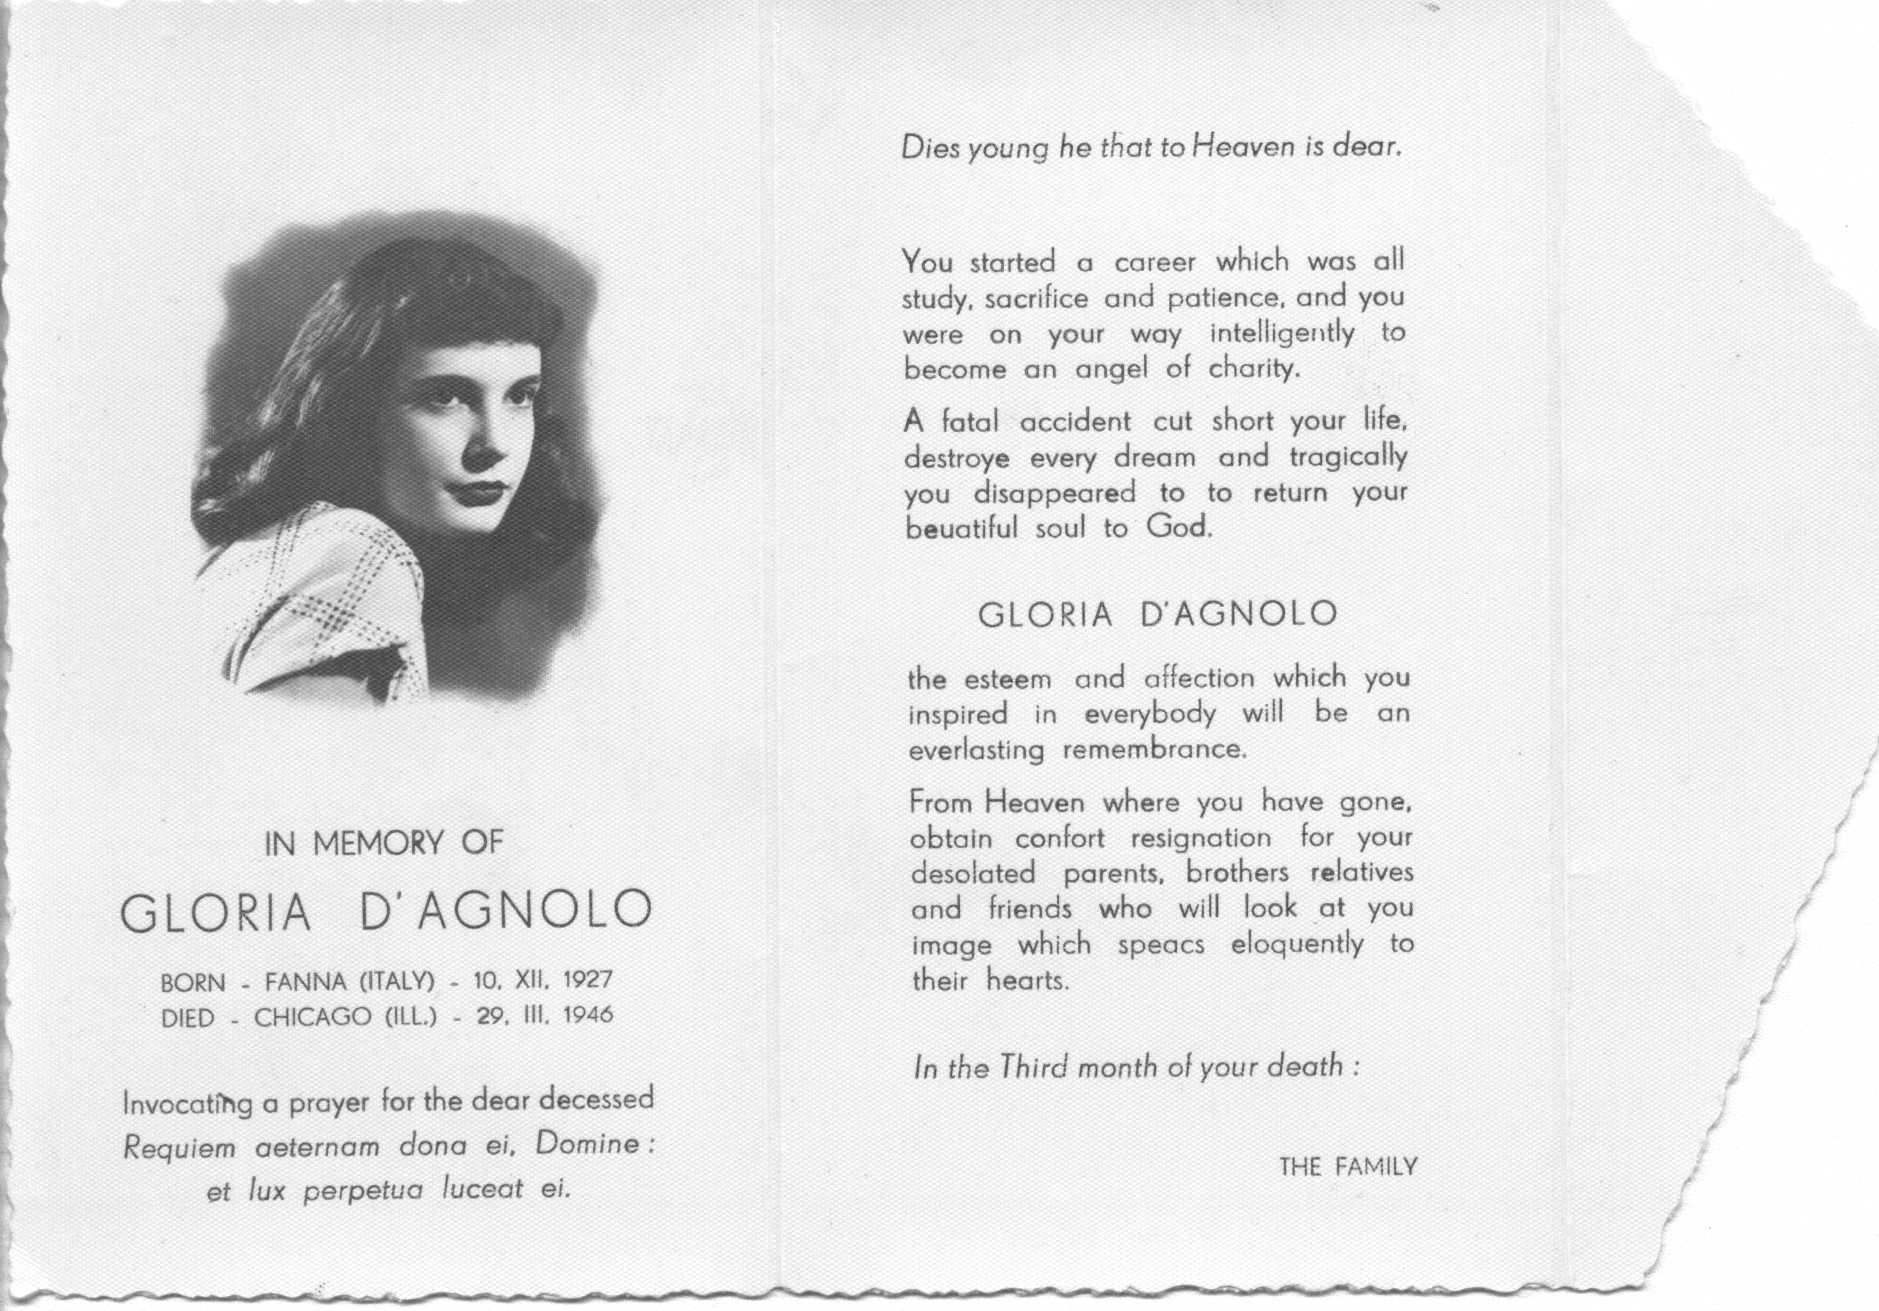 IN MEMORY OF
GLORIA D'AGNOLO
BORN - FANNA (ITALY) - 10, XII, 1927
DIED - CHICAGO (ILL.) - 29, III, 1946
Invocating a prayer for the dear decessed
Requiem aeternam dona ei, Domine :
et lux perpetua luceat ei.
Dies young he that to Heaven is dear.
You started a career which was all
study, sacrifice and patience, and you
were on your way intelligently to
become an angel of charity.
A fatal accident cut short your life,
destroye every dream and tragically
you disappeared to to return your
beuatiful soul to God.
GLORIA D'AGNOLO
the esteem and affection which you
inspired in everybody will be an
everlasting remembrance.
From Heaven where you have gone,
obtain confort resignation for your
desolated parents, brothers relatives
and friends who will look at you
image which speacs eloquently to
their hearts.
In the Third month of your death :
THE FAMILY